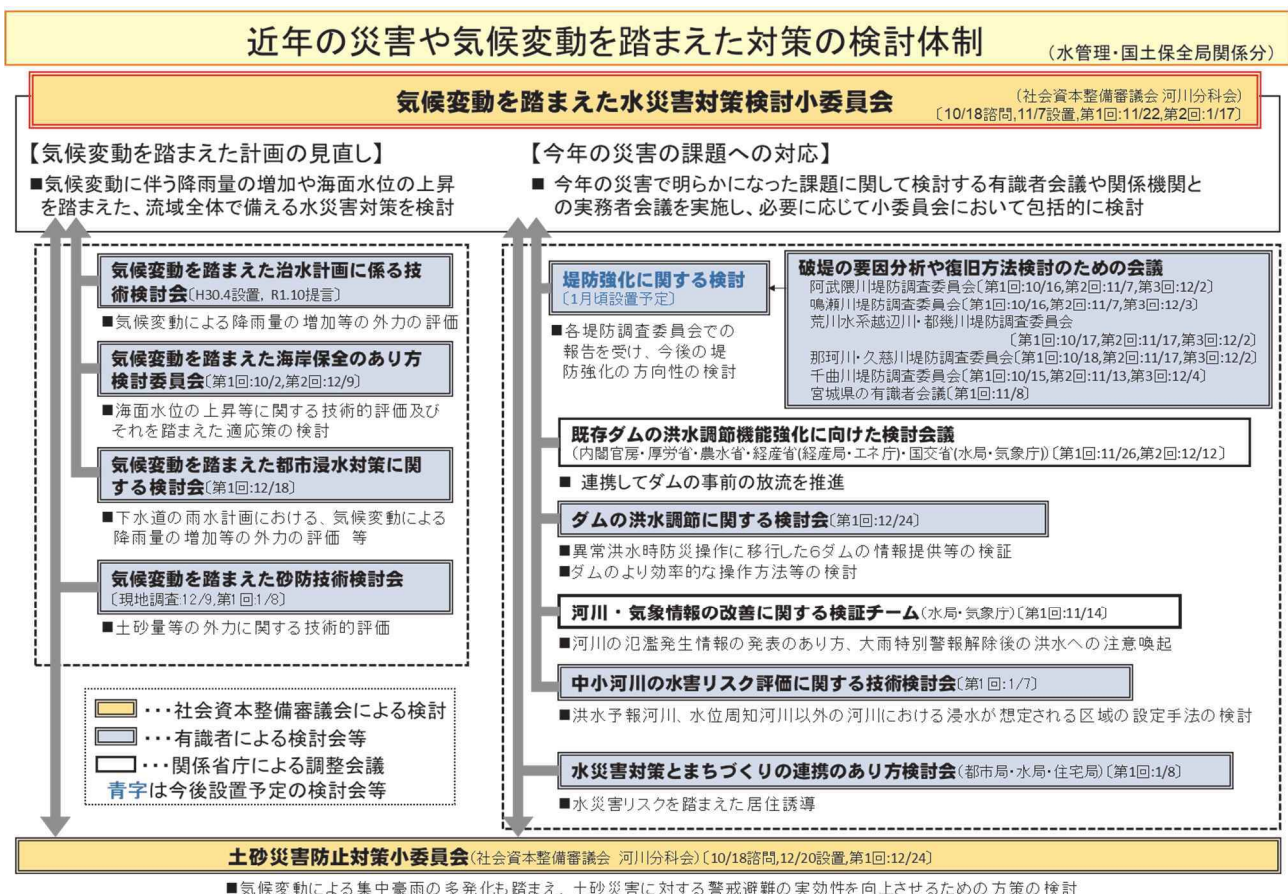 近年の災害や気候変動を踏まえた対策の検討体制
(水管理・国土保全局関係分)
気候変動を踏まえた水災害対策検討小委員会
(社会資本整備審議会 河川分科会)
〔10/18諮問,11/7設置,第1回:11/22,第2回:1/17〕
【気候変動を踏まえた計画の見直し】
■気候変動に伴う降雨量の増加や海面水位の上昇
を踏まえた、流域全体で備える水災害対策を検討
【今年の災害の課題への対応】
■ 今年の災害で明らかになった課題に関して検討する有識者会議や関係機関と
の実務者会議を実施し、必要に応じて小委員会において包括的に検討
気候変動を踏まえた治水計画に係る技
術検討会〔H30.4設置, R1.10提言〕
■気候変動による降雨量の増加等の外力の評価
気候変動を踏まえた海岸保全のあり方
検討委員会〔第1回:10/2,第2回:12/9〕
■海面水位の上昇等に関する技術的評価及び
それを踏まえた適応策の検討
気候変動を踏まえた都市浸水対策に関
する検討会〔第1回:12/18〕
■下水道の雨水計画における、気候変動による
降雨量の増加等の外力の評価 等
気候変動を踏まえた砂防技術検討会
〔現地調査:12/9,第1回:1/8〕
■土砂量等の外力に関する技術的評価
・・・社会資本整備審議会による検討
・・・有識者による検討会等
・・・関係省庁による調整会議
青字は今後設置予定の検討会等
堤防強化に関する検討
〔1月頃設置予定〕
■各堤防調査委員会での
報告を受け、今後の堤
防強化の方向性の検討
破堤の要因分析や復旧方法検討のための会議
阿武隈川堤防調査委員会〔第1回:10/16,第2回:11/7,第3回:12/2〕
鳴瀬川堤防調査委員会〔第1回:10/16,第2回:11/7,第3回:12/3〕
荒川水系越辺川・都幾川堤防調査委員会
〔第1回:10/17,第2回:11/17,第3回:12/2〕
那珂川・久慈川堤防調査委員会〔第1回:10/18,第2回:11/17,第3回:12/2〕
千曲川堤防調査委員会〔第1回:10/15,第2回:11/13,第3回:12/4〕
宮城県の有識者会議〔第1回:11/8〕
既存ダムの洪水調節機能強化に向けた検討会議
(内閣官房・厚労省・農水省・経産省(経産局・エネ庁)・国交省(水局・気象庁))〔第1回:11/26,第2回:12/12〕
■ 連携してダムの事前の放流を推進
ダムの洪水調節に関する検討会〔第1回:12/24〕
■異常洪水時防災操作に移行した6ダムの情報提供等の検証
■ダムのより効率的な操作方法等の検討
河川・気象情報の改善に関する検証チーム(水局・気象庁)〔第1回:11/14〕
■河川の氾濫発生情報の発表のあり方、大雨特別警報解除後の洪水への注意喚起
中小河川の水害リスク評価に関する技術検討会〔第1回:1/7〕
■洪水予報河川、水位周知河川以外の河川における浸水が想定される区域の設定手法の検討
水災害対策とまちづくりの連携のあり方検討会(都市局・水局・住宅局)〔第1回:1/8〕
■水災害リスクを踏まえた居住誘導
土砂災害防止対策小委員会(社会資本整備審議会 河川分科会)〔10/18諮問,12/20設置,第1回:12/24〕
■気候変動による集中豪雨の多発化も踏まえ、土砂災害に対する警戒避難の実効性を向上させるための方策の検討